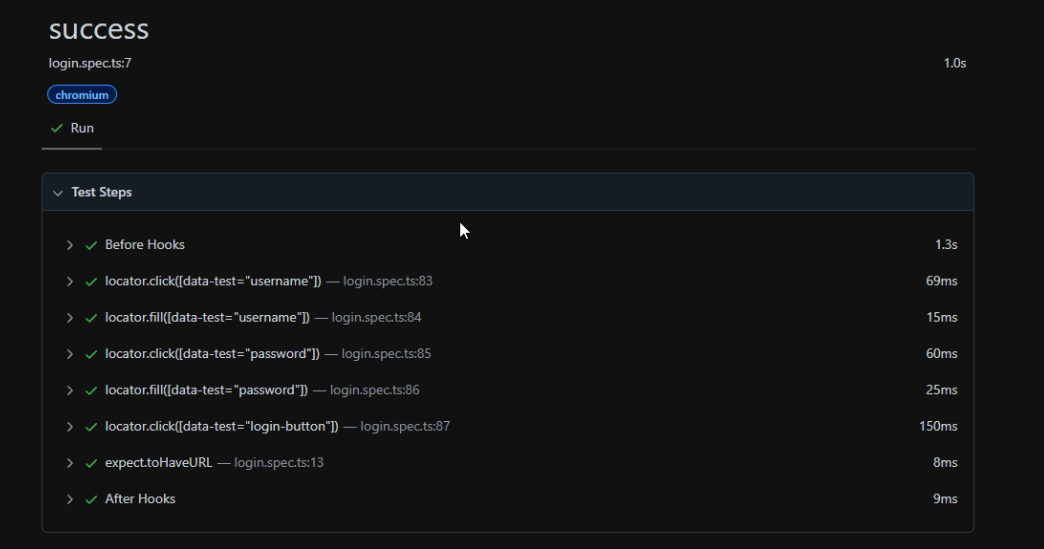 success
login.spec.ts:7 1.0s
chromium
Run
Test Steps
Before Hooks 1.3s
locator.click([data-test="username"]) — login.spec.ts:83 69ms
locator.fill([data-test="username"]) — login.spec.ts:84 15ms
locator.click([data-test="password"]) — login.spec.ts:85 60ms
locator.fill([data-test="password"]) — login.spec.ts:86 25ms
locator.click([data-test="login-button"]) — login.spec.ts:87 150ms
expect.toHaveURL — login.spec.ts:13 8ms
After Hooks 9ms